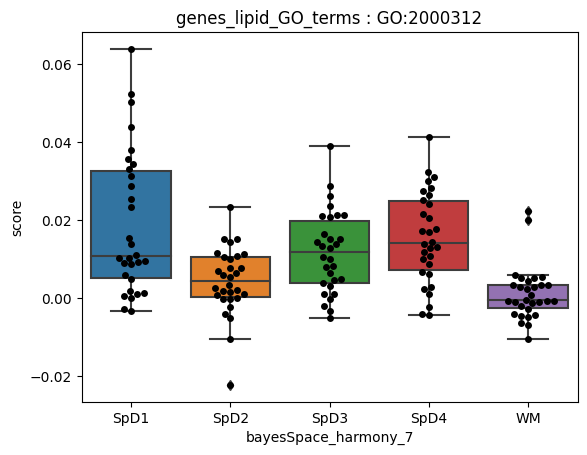 genes_lipid_GO_terms : GO:2000312
score
0.06
0.04
0.02
0.00
−0.02
SpD1 SpD2 SpD3 SpD4 WM
bayesSpace_harmony_7